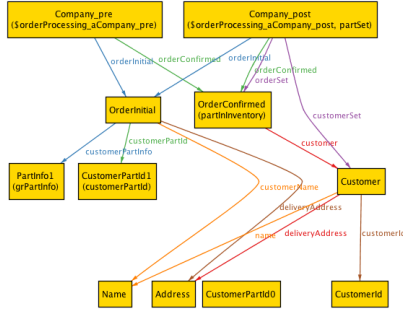 Company_pre
($orderProcessing_aCompany_pre)
Company_post
($orderProcessing_aCompany_post, partSet)
orderInitial
orderInitial
orderConfirmed
orderConfirmed
orderSet
OrderInitial
OrderConfirmed
(partInventory)
customerSet
customerPartId
customer
customerPartInfo
PartInfo1
(grPartInfo)
CustomerPartId1
(customerPartId)
Customer
customerName
deliveryAddress
name
deliveryAddress
customerId
Name
Address
CustomerPartId0
CustomerId